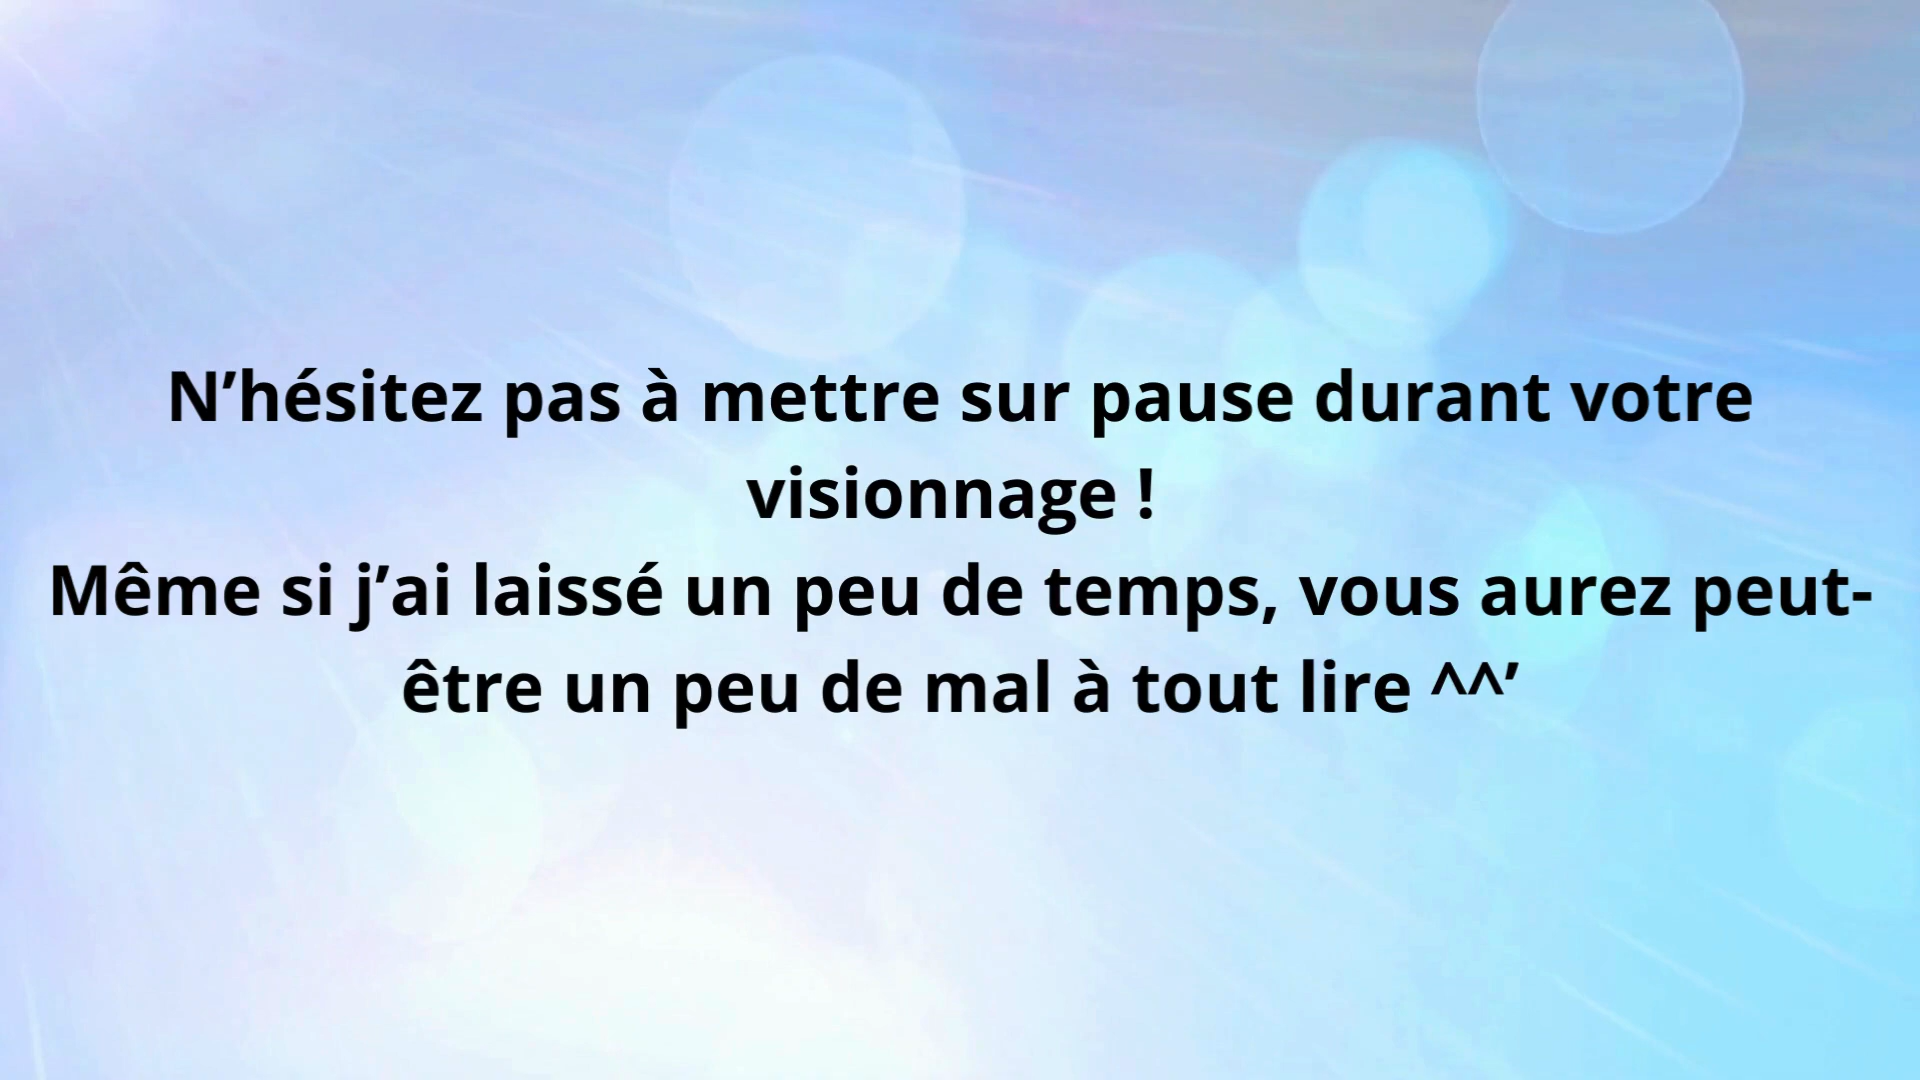 N’hésitez pas à mettre sur pause durant votre
visionnage !
Même si j’ai laissé un peu de temps, vous aurez peut-
être un peu de mal à tout lire ^^’